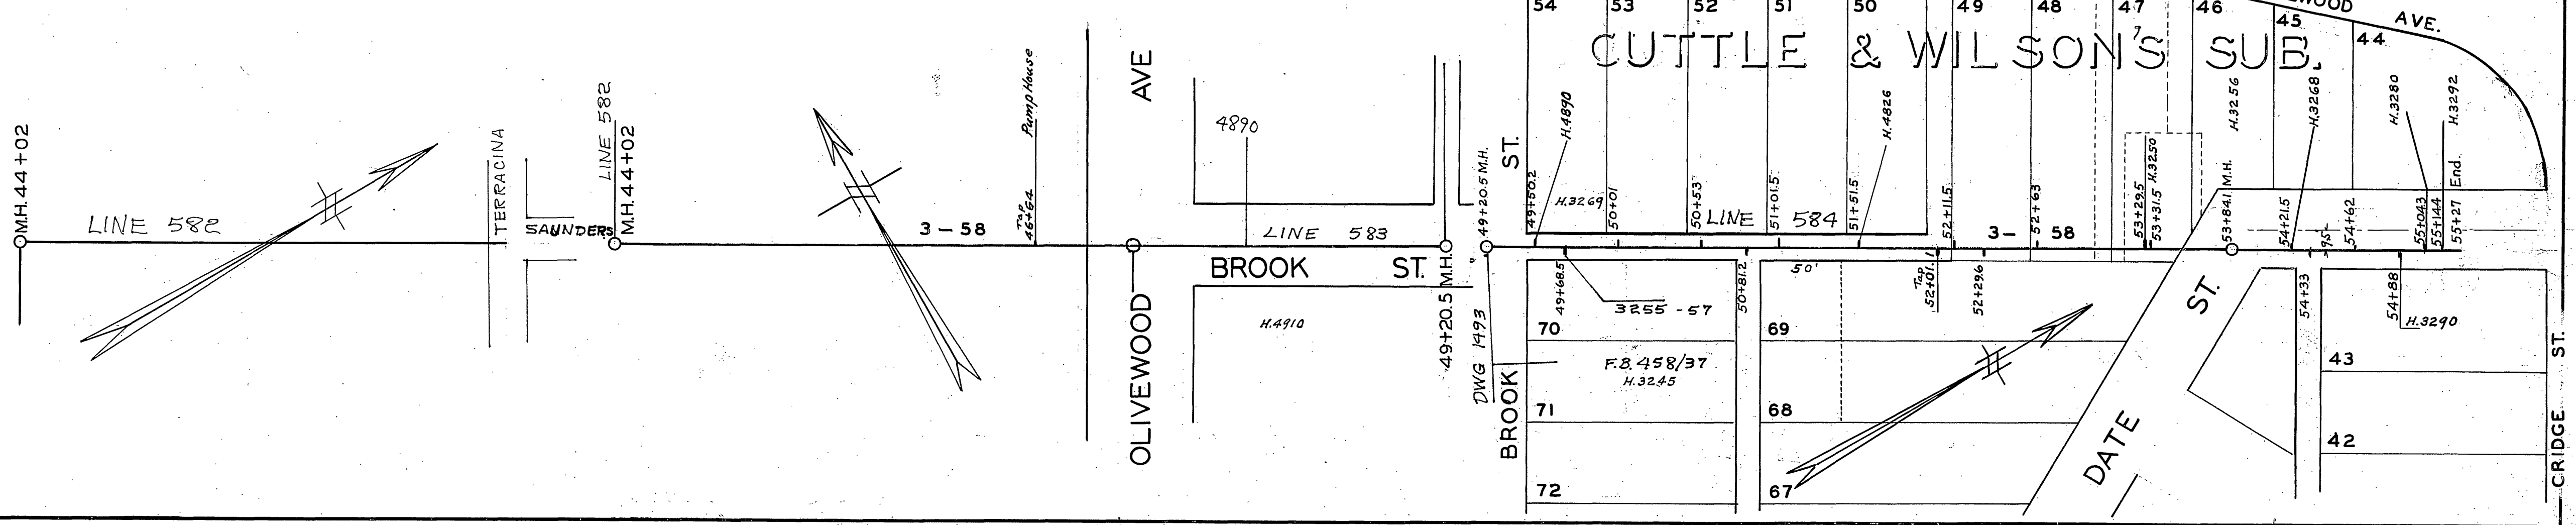 M.H. 44+02
LINE 582
TERRACINA
SAUNDERS
LINE 582
M.H. 44+02
3-58
Tap
46+64
Pump House
OLIVEWOOD AVE
4890
LINE 583
BROOK ST.
H.4910
49+20.5 M.H.
49+20.5 M.H.
DWG 1493
BROOK ST.
54
53
52
51
50
49
48
47
46
45
44
AVE.
CUTTLE & WILSON'S SUB.
49+50.2
H.4890
H.3269
50+01
50+53
LINE 584
51+01.5
51+51.5
H.4826
52+11.5
3-58
52+63
53+29.5
53+31.5 H.3250
53+84.1 M.H.
H.3256
54+21.5
H.3268
54+62
H.3280
55+04.3
55+14.4
H.3292
55+27 End.
49+68.5
3255-57
50+81.2
50'
Tap
52+01.1
52+29.6
54+33
54+88
H.3290
70
F.B. 458/37
H.3245
71
72
69
68
67
DATE ST.
43
42
CRIDGE ST.